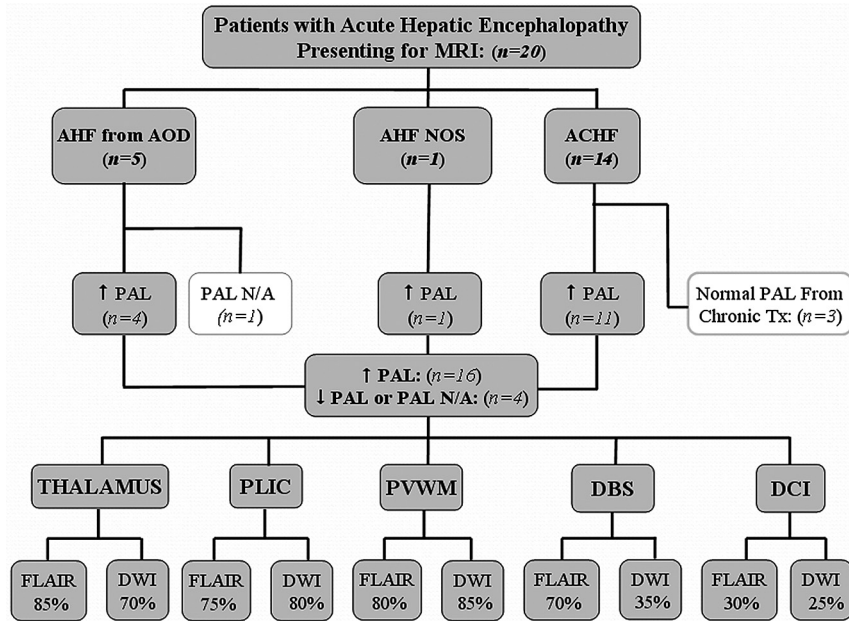 Patients with Acute Hepatic Encephalopathy
Presenting for MRI: (n=20)
AHF from AOD
(n=5)
AHF NOS
(n=1)
ACHF
(n=14)
↑ PAL
(n=4)
PAL N/A
(n=1)
↑ PAL
(n=1)
↑ PAL
(n=11)
Normal PAL From
Chronic Tx: (n=3)
↑ PAL: (n=16)
↓ PAL or PAL N/A: (n=4)
THALAMUS
PLIC
PVWM
DBS
DCI
FLAIR
85%
DWI
70%
FLAIR
75%
DWI
80%
FLAIR
80%
DWI
85%
FLAIR
70%
DWI
35%
FLAIR
30%
DWI
25%